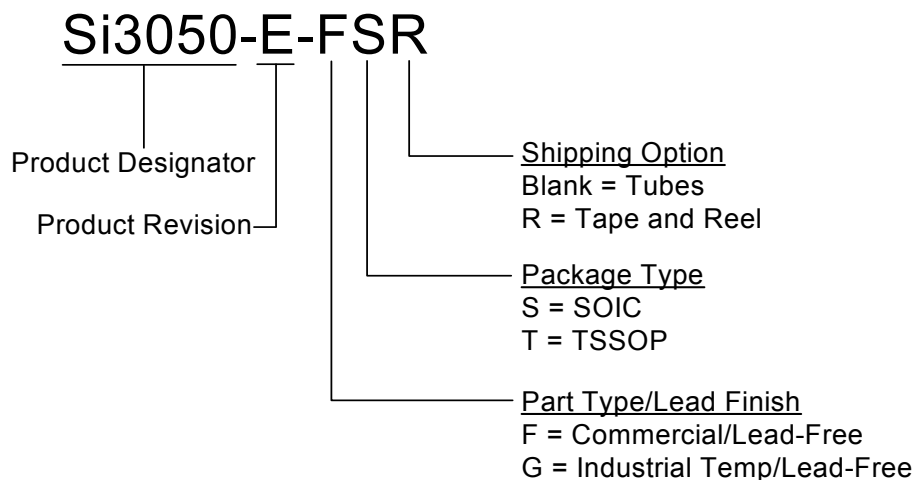 Si3050-E-FSR
Product Designator
Product Revision
Shipping Option
Blank = Tubes
R = Tape and Reel
Package Type
S = SOIC
T = TSSOP
Part Type/Lead Finish
F = Commercial/Lead-Free
G = Industrial Temp/Lead-Free